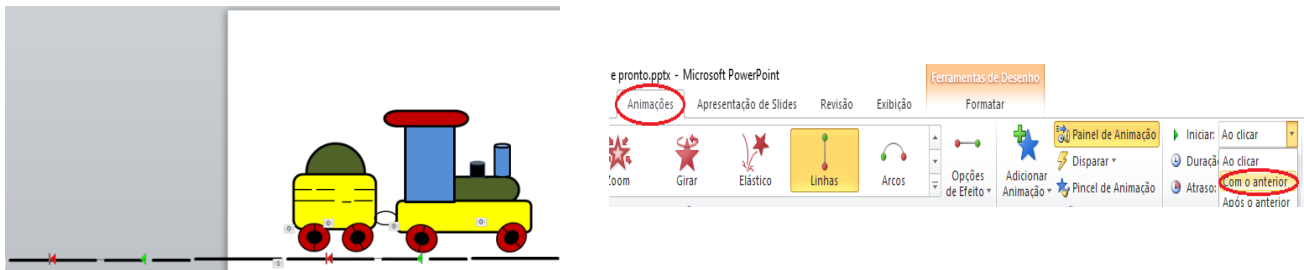 e pronto.pptx - Microsoft PowerPoint
Ferramentas de Desenho
Animações Apresentação de Slides Revisão Exibição Formatar
Zoom Girar Elástico Linhas Arcos
Opções de Efeito
Adicionar Animação
Painel de Animação
Disparar
Pincel de Animação
Iniciar: Ao clicar
Duraçã
Atraso:
Ao clicar
Com o anterior
Após o anterior